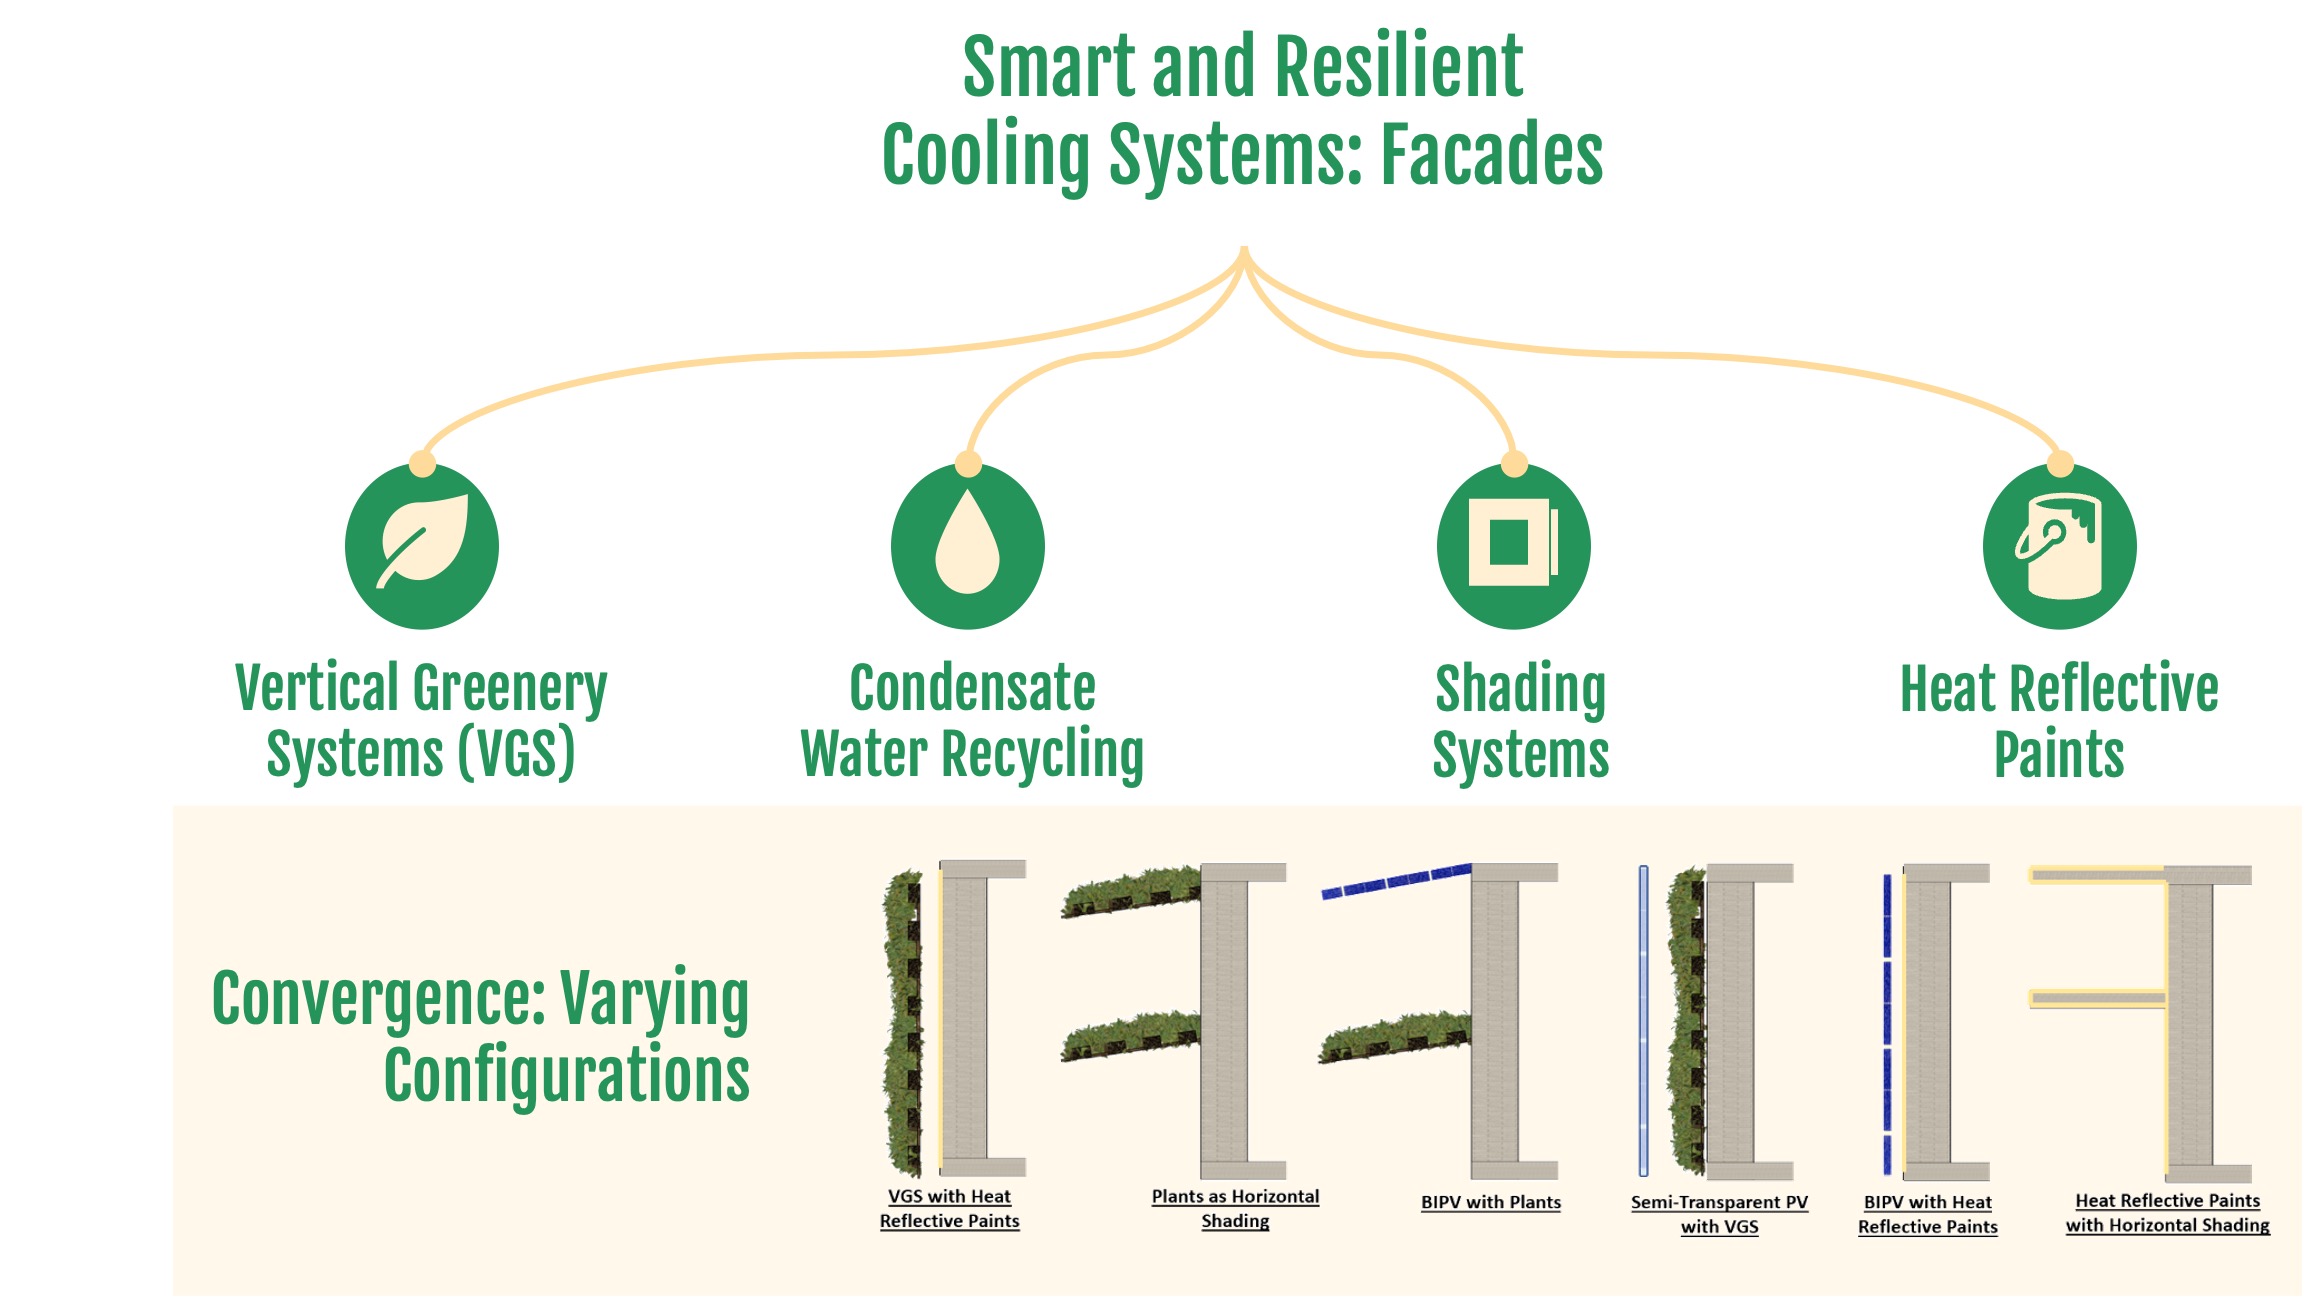 Smart and Resilient
Cooling Systems: Facades
Vertical Greenery
Systems (VGS)
Condensate
Water Recycling
Shading
Systems
Heat Reflective
Paints
Convergence: Varying
Configurations
VGS with Heat
Reflective Paints
Plants as Horizontal
Shading
BIPV with Plants
Semi-Transparent PV
with VGS
BIPV with Heat
Reflective Paints
Heat Reflective Paints
with Horizontal Shading